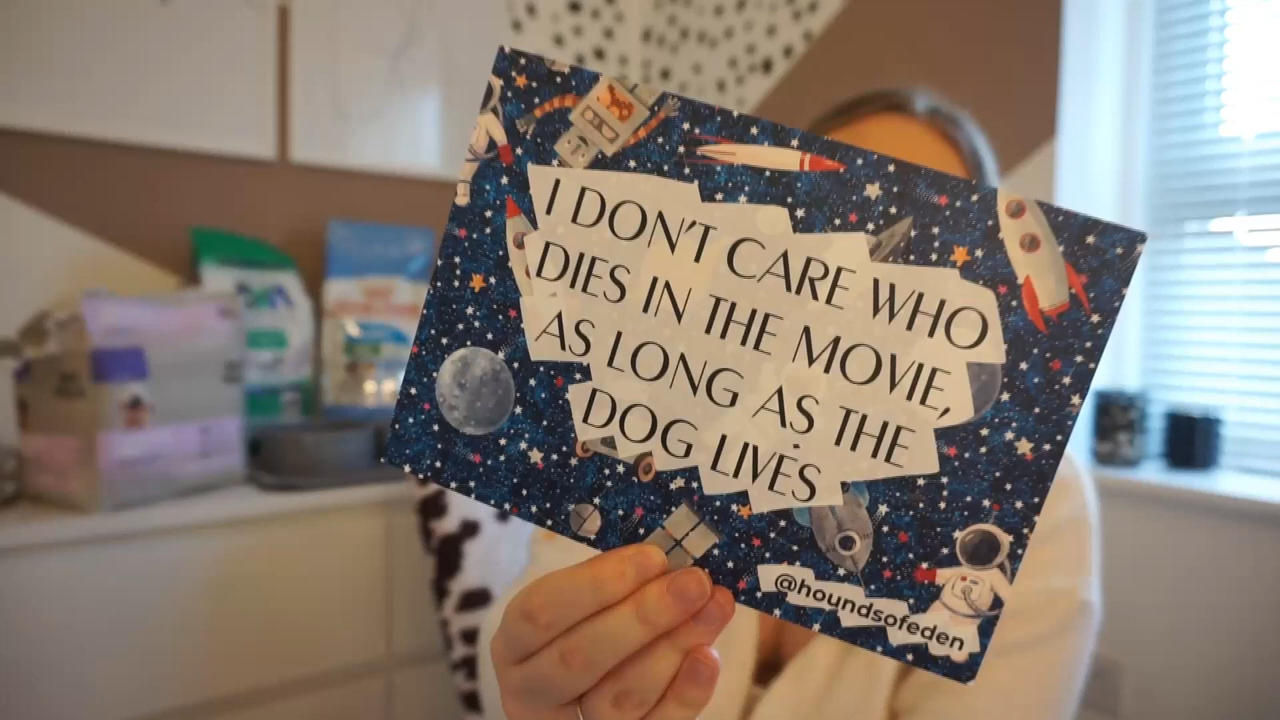 I DON'T CARE WHO
DIES IN THE MOVIE,
AS LONG AS THE
DOG LIVES
@houndsofeden